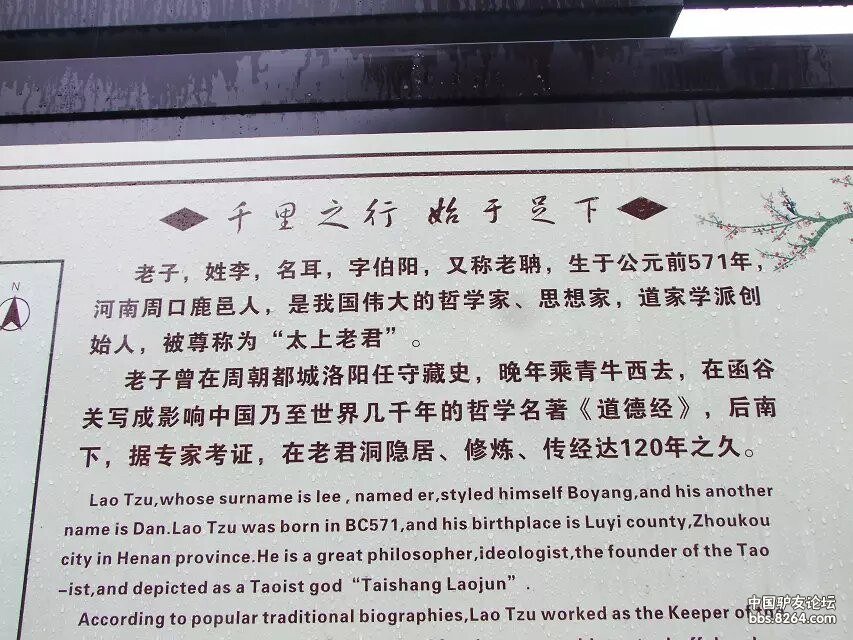 千里之行 始于足下
老子，姓李，名耳，字伯阳，又称老聃，生于公元前571年，
河南周口鹿邑人，是我国伟大的哲学家、思想家，道家学派创
始人，被尊称为“太上老君”。
老子曾在周朝都城洛阳任守藏史，晚年乘青牛西去，在函谷
关写成影响中国乃至世界几千年的哲学名著《道德经》，后南
下，据专家考证，在老君洞隐居、修炼、传经达120年之久。
N
Lao Tzu,whose surname is lee , named er,styled himself Boyang,and his another
name is Dan.Lao Tzu was born in BC571,and his birthplace is Luyi county,Zhoukou
city in Henan province.He is a great philosopher,ideologist,the founder of the Tao
-ist,and depicted as a Taoist god “Taishang Laojun”.
According to popular traditional biographies,Lao Tzu worked as the Keeper of the
中国驴友论坛
bbs.8264.com